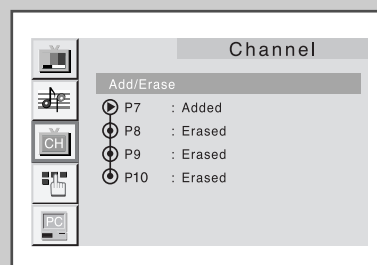 Channel
Add/Erase
P7 : Added
CH
P8 : Erased
P9 : Erased
P10 : Erased
PC